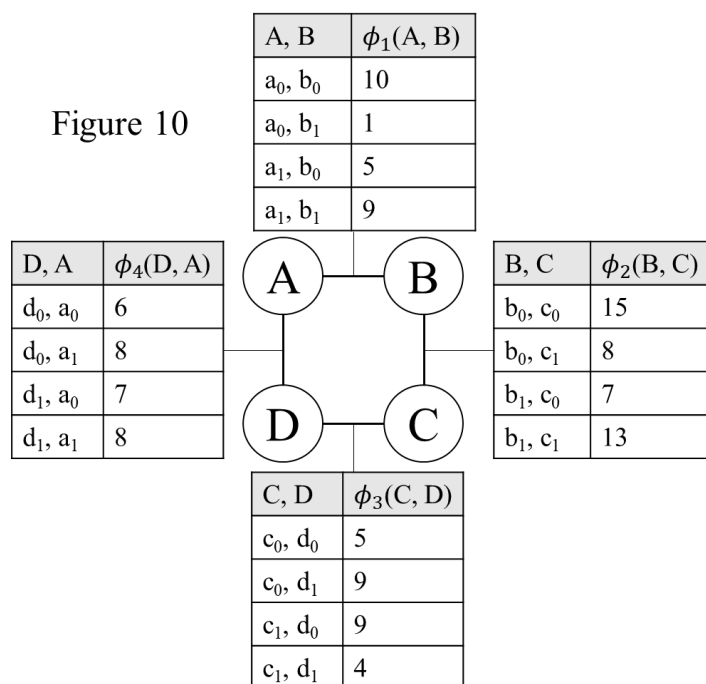 A, B ϕ₁(A, B)
a₀, b₀ 10
a₀, b₁ 1
a₁, b₀ 5
a₁, b₁ 9
Figure 10
D, A ϕ₄(D, A)
d₀, a₀ 6
d₀, a₁ 8
d₁, a₀ 7
d₁, a₁ 8
A B
D C
B, C ϕ₂(B, C)
b₀, c₀ 15
b₀, c₁ 8
b₁, c₀ 7
b₁, c₁ 13
C, D ϕ₃(C, D)
c₀, d₀ 5
c₀, d₁ 9
c₁, d₀ 9
c₁, d₁ 4